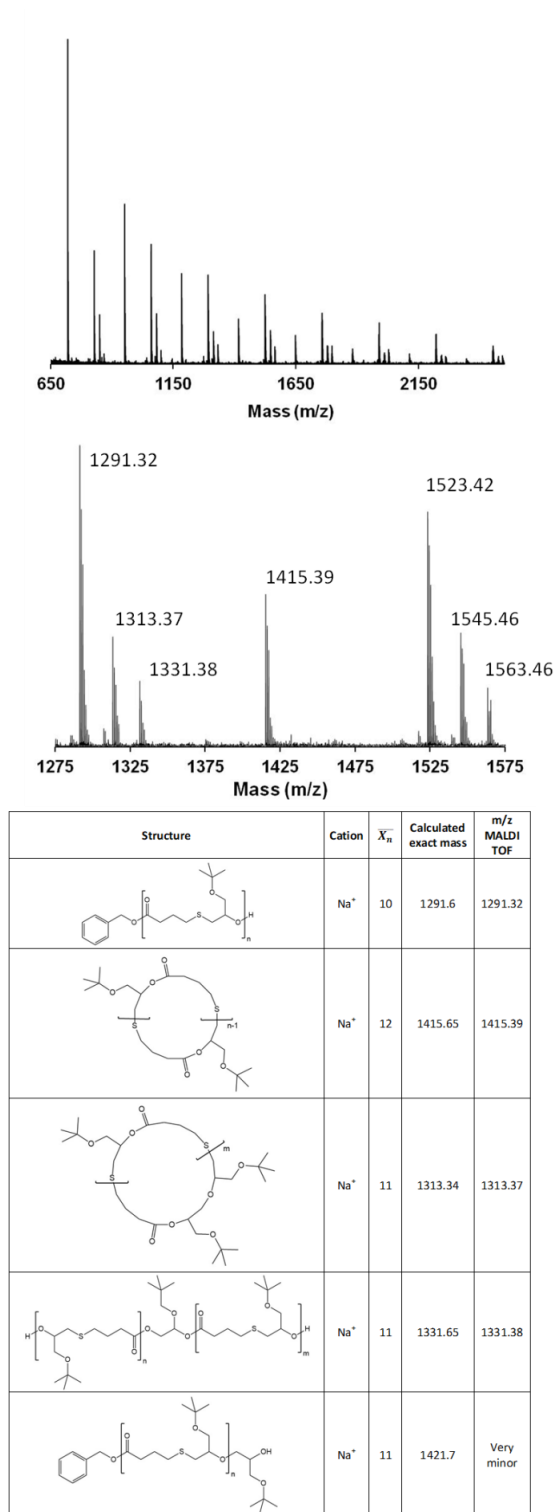 650 1150 1650 2150
Mass (m/z)
1291.32
1523.42
1415.39
1313.37
1545.46
1331.38
1563.46
1275 1325 1375 1425 1475 1525 1575
Mass (m/z)
Structure Cation Xn Calculated exact mass m/z MALDI TOF
O O S O O H n
Na+ 10 1291.6 1291.32
O O O S n-1 S O O O
Na+ 12 1415.65 1415.39
O O O S m O S O O O O
Na+ 11 1313.34 1313.37
H O S O O n O O O O S O O H m
Na+ 11 1331.65 1331.38
O O S O O n OH O
Na+ 11 1421.7 Very minor